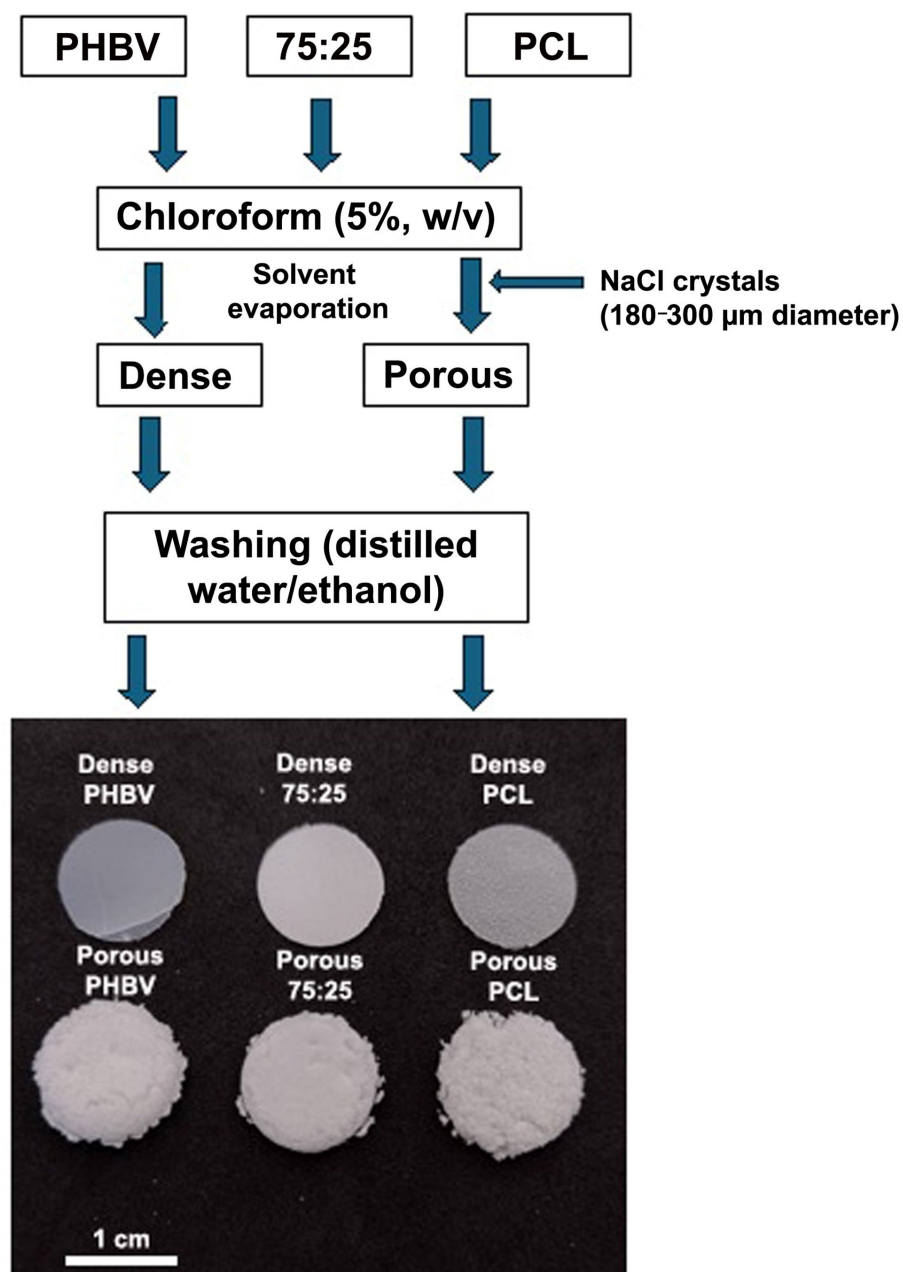 PHBV
75:25
PCL
Chloroform (5%, w/v)
Solvent
evaporation
NaCl crystals
(180–300 µm diameter)
Dense
Porous
Washing (distilled
water/ethanol)
Dense
PHBV
Dense
75:25
Dense
PCL
Porous
PHBV
Porous
75:25
Porous
PCL
1 cm